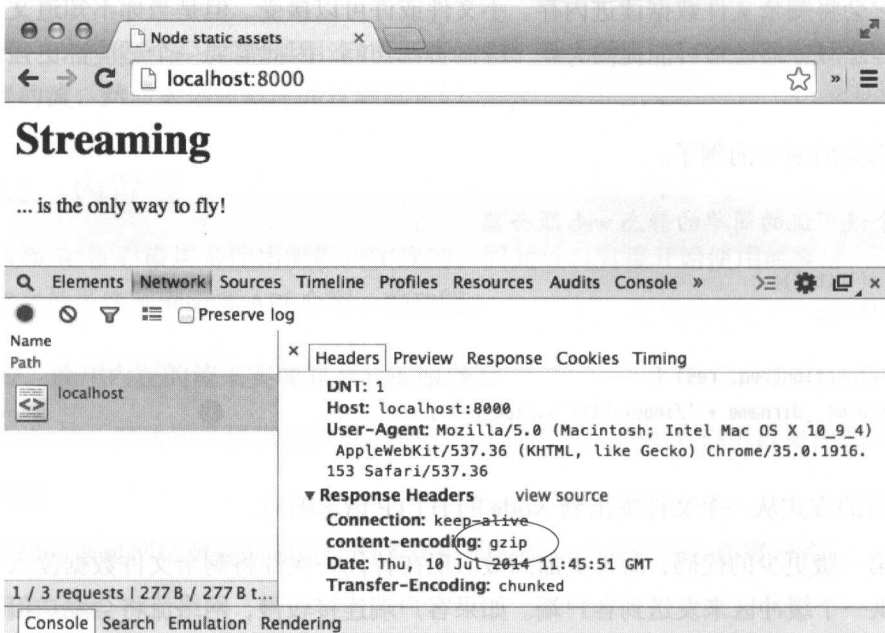 Node static assets ×
localhost:8000
Streaming
... is the only way to fly!
Elements Network Sources Timeline Profiles Resources Audits Console »
Preserve log
Name
Path
localhost
× Headers Preview Response Cookies Timing
DNT: 1
Host: localhost:8000
User-Agent: Mozilla/5.0 (Macintosh; Intel Mac OS X 10_9_4)
AppleWebKit/537.36 (KHTML, like Gecko) Chrome/35.0.1916.
153 Safari/537.36
▼ Response Headers view source
Connection: keep-alive
content-encoding: gzip
Date: Thu, 10 Jul 2014 11:45:51 GMT
Transfer-Encoding: chunked
1 / 3 requests | 277 B / 277 B t...
Console Search Emulation Rendering